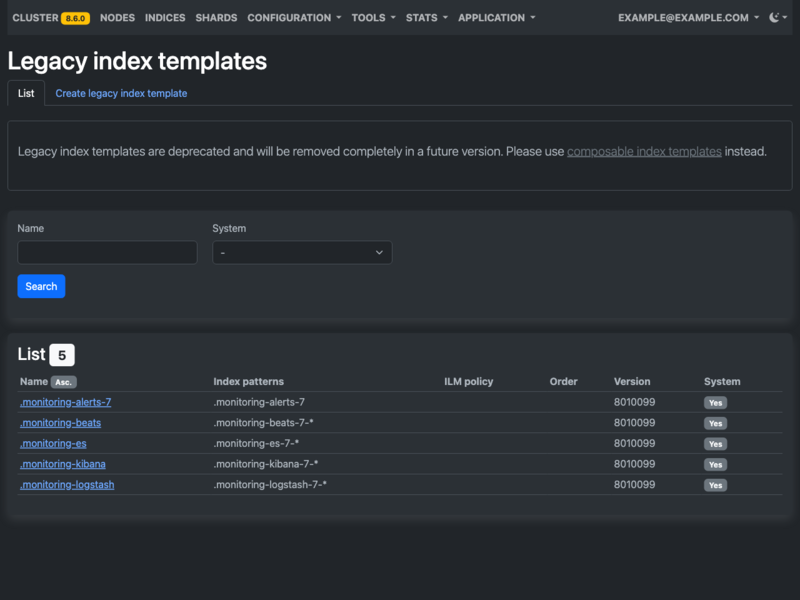 CLUSTER 8.6.0 NODES INDICES SHARDS CONFIGURATION TOOLS STATS APPLICATION EXAMPLE@EXAMPLE.COM
Legacy index templates
List Create legacy index template
Legacy index templates are deprecated and will be removed completely in a future version. Please use composable index templates instead.
Name System
-
Search
List 5
Name Asc. Index patterns ILM policy Order Version System
.monitoring-alerts-7 .monitoring-alerts-7 8010099 Yes
.monitoring-beats .monitoring-beats-7-* 8010099 Yes
.monitoring-es .monitoring-es-7-* 8010099 Yes
.monitoring-kibana .monitoring-kibana-7-* 8010099 Yes
.monitoring-logstash .monitoring-logstash-7-* 8010099 Yes